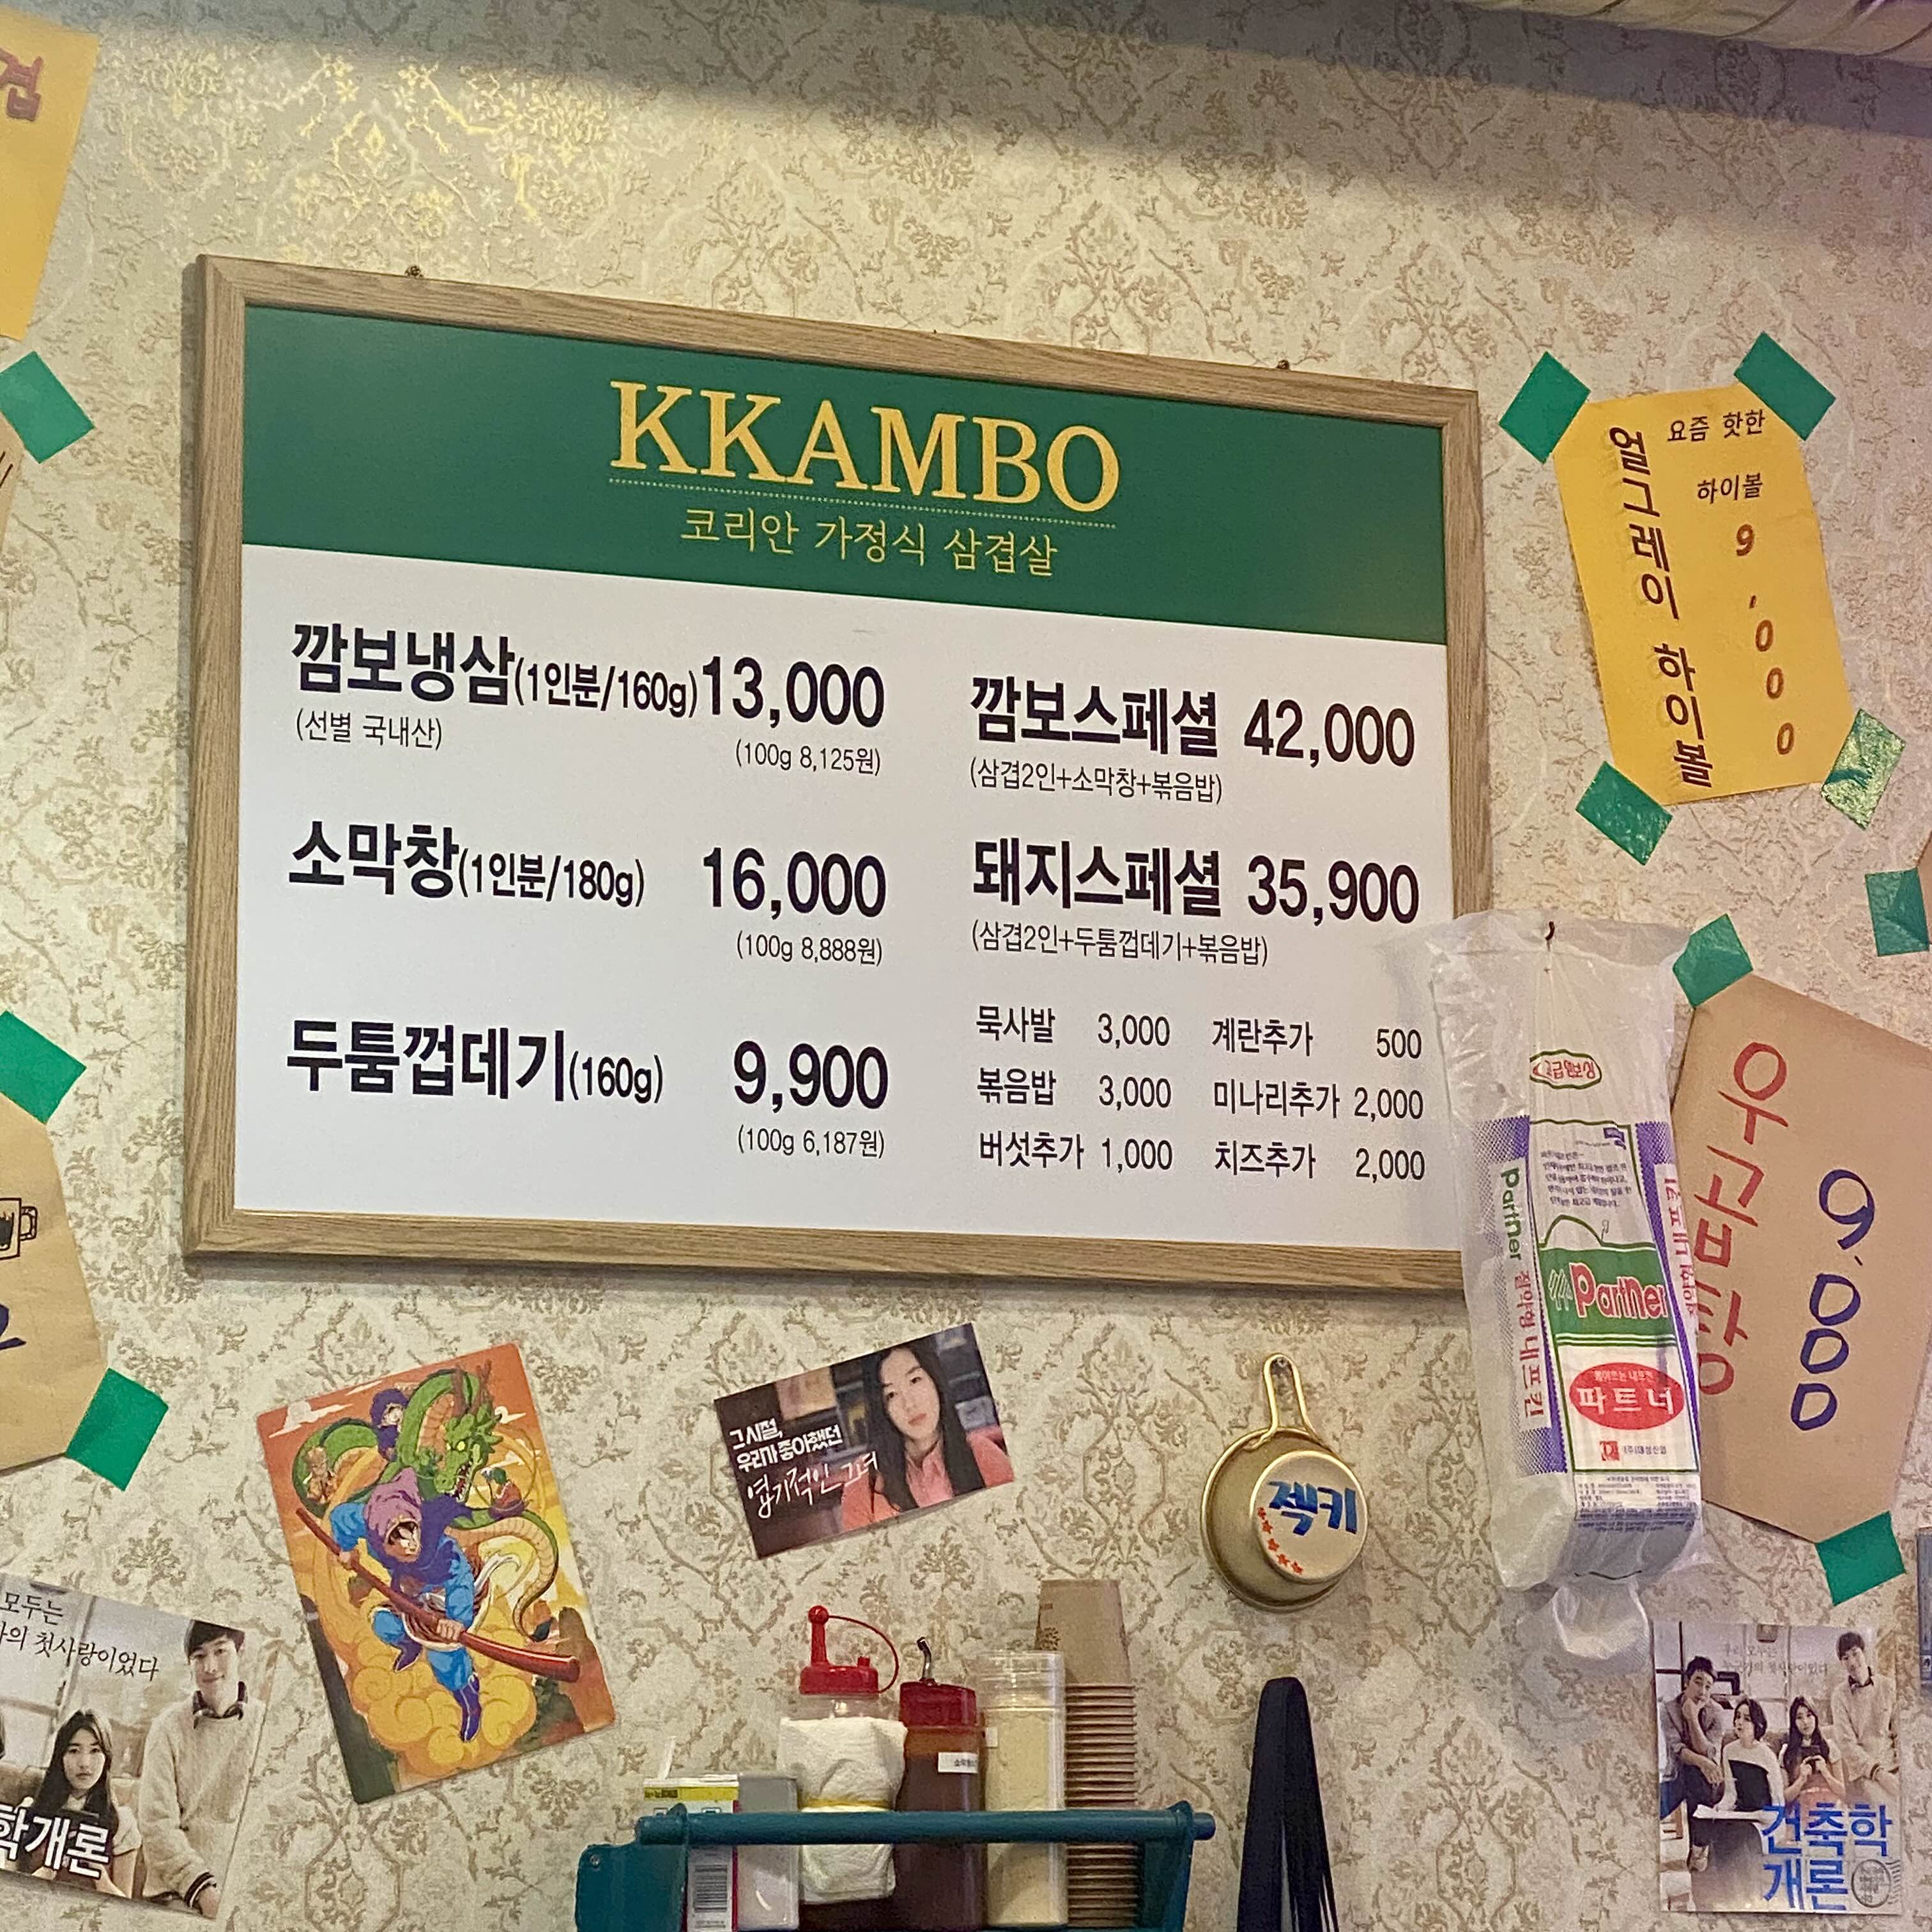 겹
KKAMBO
코리안 가정식 삼겹살
깜보냉삼(1인분/160g) 13,000
(선별 국내산)
(100g 8,125원)
소막창(1인분/180g) 16,000
(100g 8,888원)
두툼껍데기(160g) 9,900
(100g 6,187원)
깜보스페셜 42,000
(삼겹2인+소막창+볶음밥)
돼지스페셜 35,900
(삼겹2인+두툼껍데기+볶음밥)
묵사발 3,000 계란추가 500
볶음밥 3,000 미나리추가 2,000
버섯추가 1,000 치즈추가 2,000
요즘 핫한
하이볼
얼그레이 하이볼
9,000
우고빵
9.000
Partner
Partner
내프킨
파트너
그시절,
우리가 좋아했던
엽기적인 그녀
젝키
모두는
의 첫사랑이었다
학개론
건축학
개론